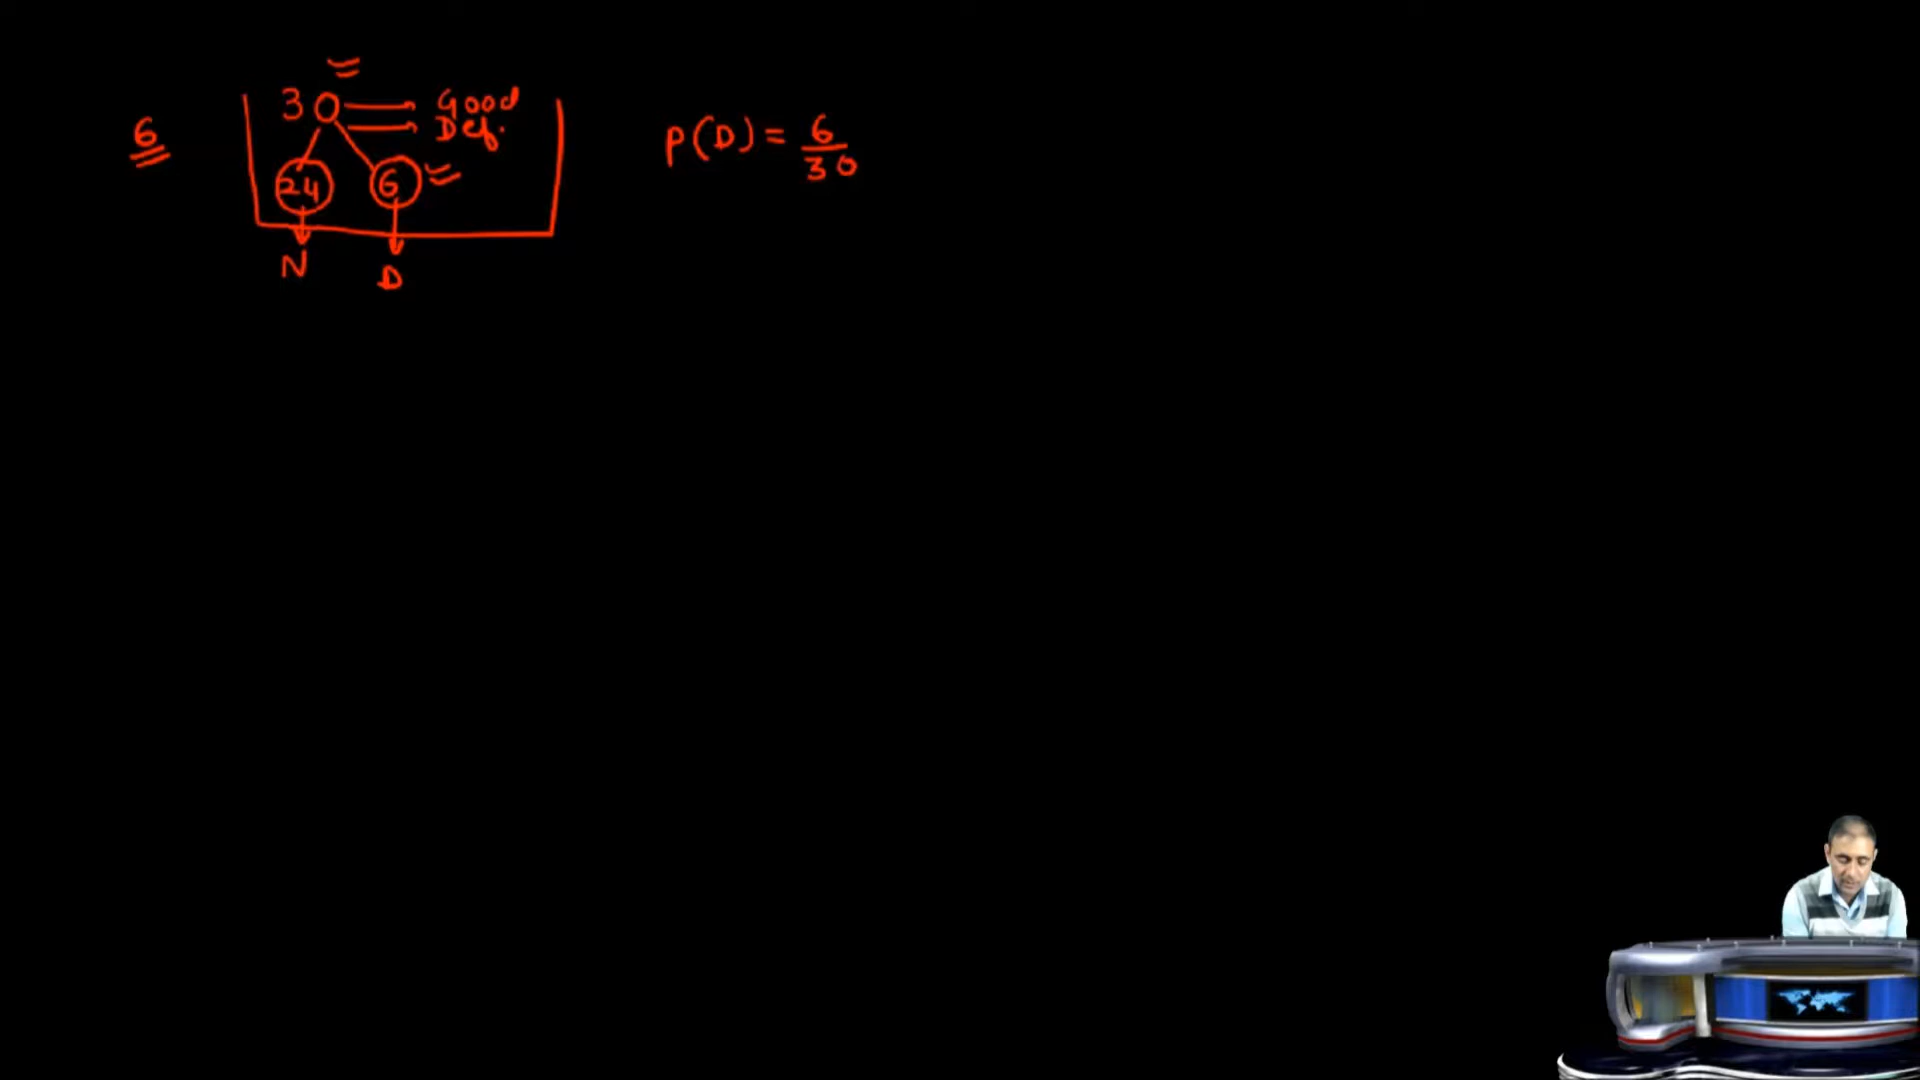 6
30 → Good
→ Def.
24 6
N D
P(D) = 6/30